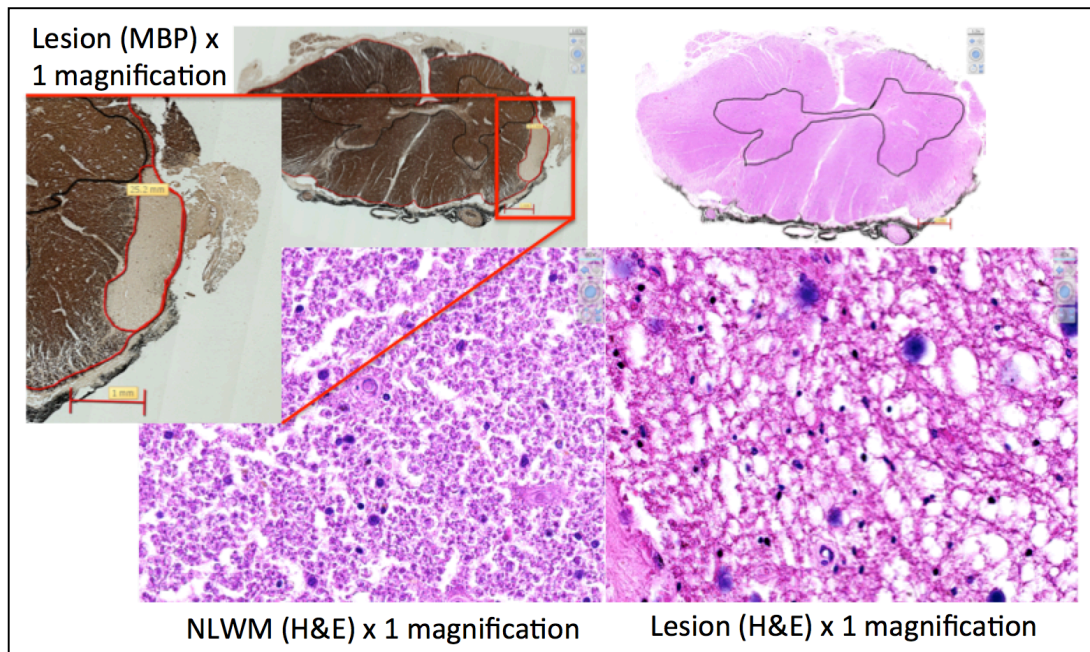 Lesion (MBP) x
1 magnification
25.2 mm
1 mm
NLWM (H&E) x 1 magnification
Lesion (H&E) x 1 magnification